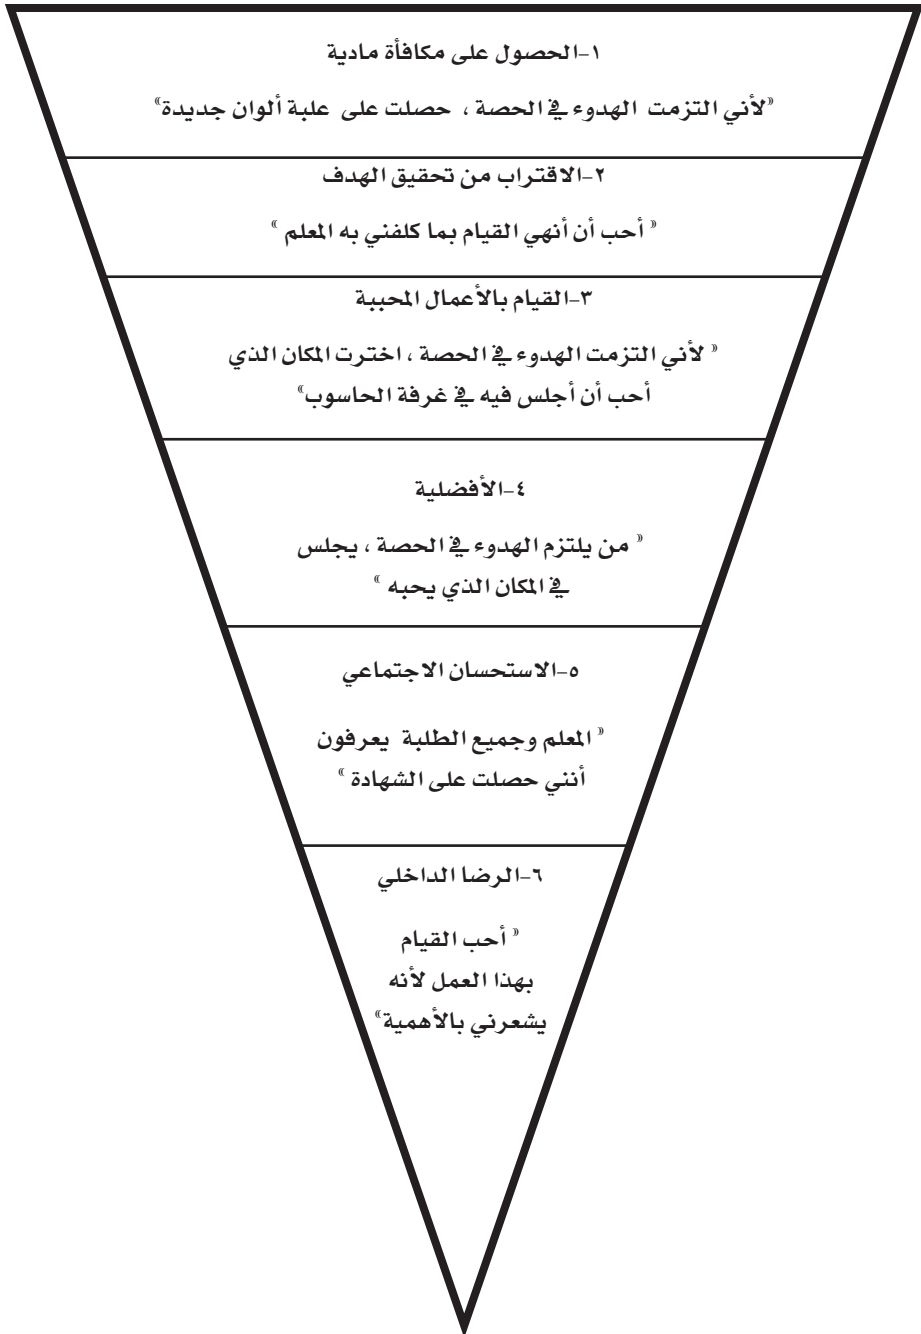 ١-الحصول على مكافأة مادية
"لأني التزمت الهدوء في الحصة ، حصلت على علبة ألوان جديدة"
٢-الاقتراب من تحقيق الهدف
" أحب أن أنهي القيام بما كلفني به المعلم "
٣-القيام بالأعمال المحببة
" لأني التزمت الهدوء في الحصة ، اخترت المكان الذي
أحب أن أجلس فيه في غرفة الحاسوب"
٤-الأفضلية
" من يلتزم الهدوء في الحصة ، يجلس
في المكان الذي يحبه "
٥-الاستحسان الاجتماعي
" المعلم وجميع الطلبة يعرفون
أنني حصلت على الشهادة "
٦-الرضا الداخلي
" أحب القيام
بهذا العمل لأنه
يشعرني بالأهمية"